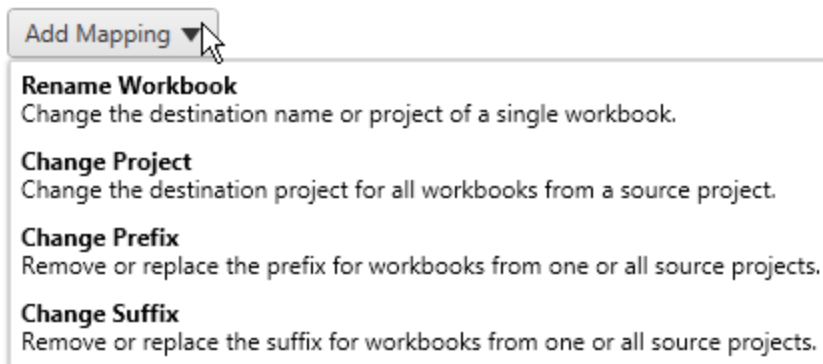 Add Mapping
Rename Workbook
Change the destination name or project of a single workbook.
Change Project
Change the destination project for all workbooks from a source project.
Change Prefix
Remove or replace the prefix for workbooks from one or all source projects.
Change Suffix
Remove or replace the suffix for workbooks from one or all source projects.